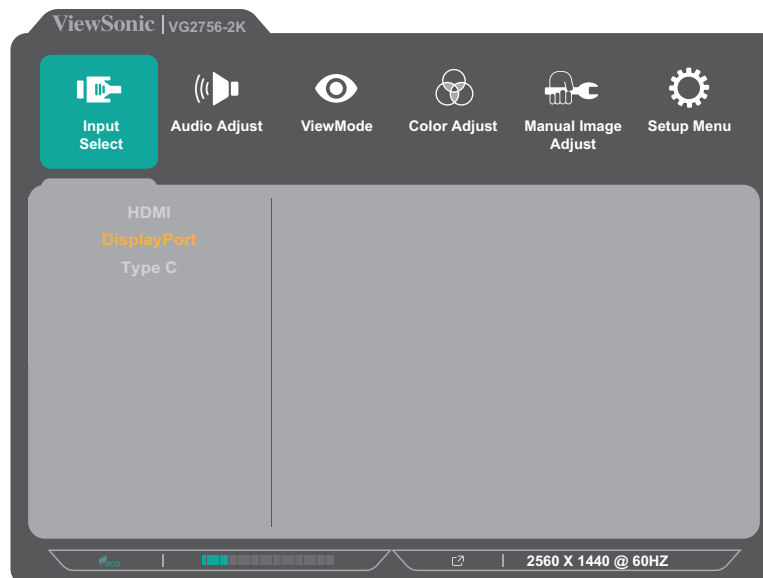 ViewSonic | VG2756-2K
Input Select
Audio Adjust
ViewMode
Color Adjust
Manual Image Adjust
Setup Menu
HDMI
DisplayPort
Type C
eco
2560 X 1440 @ 60HZ